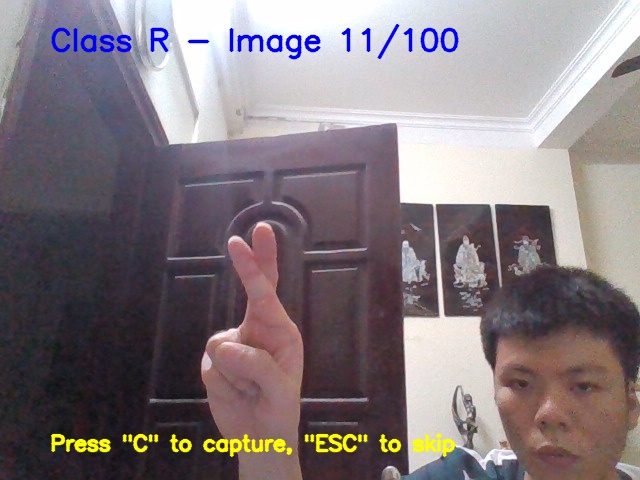 Class R - Image 11/100
Press "C" to capture, "ESC" to skip